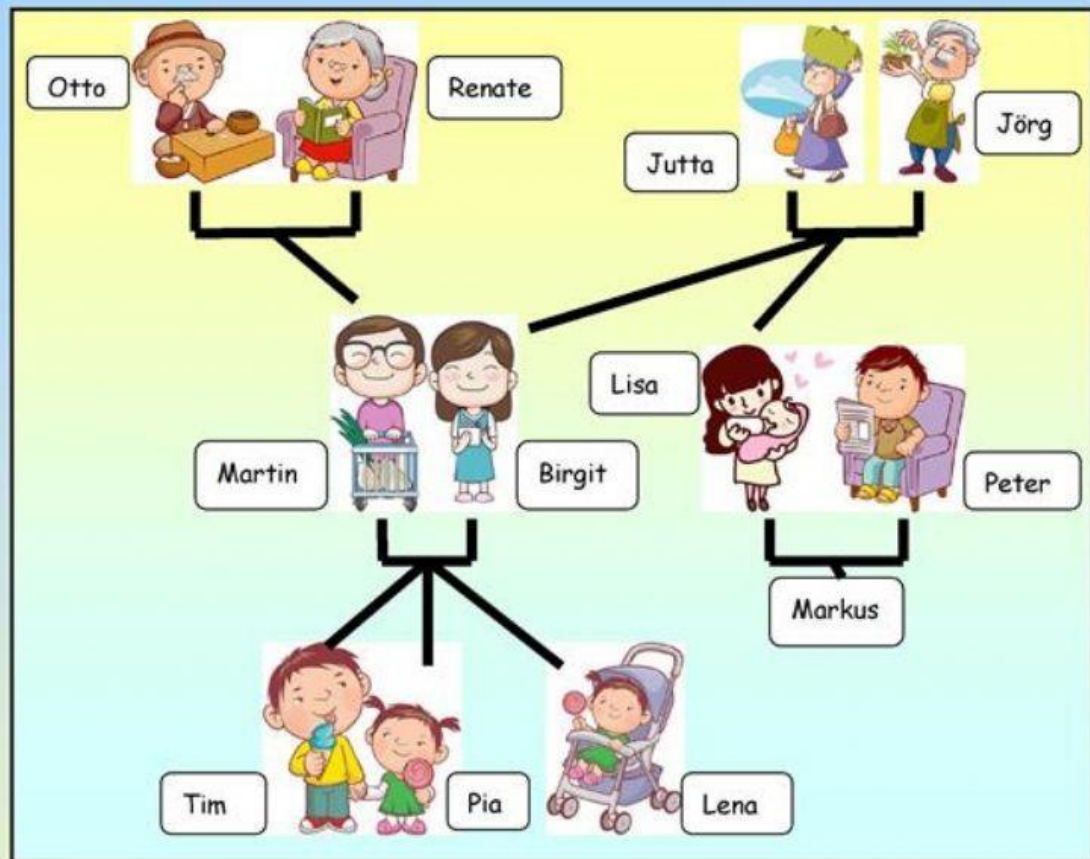 Otto
Renate
Jutta
Jörg
Lisa
Martin
Birgit
Peter
Markus
Tim
Pia
Lena